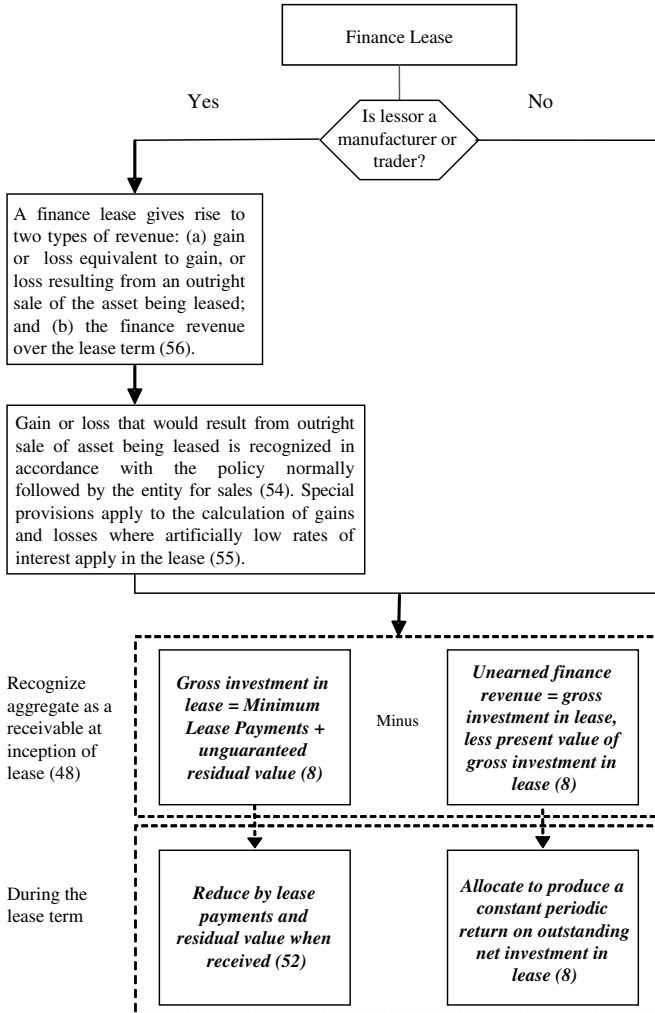 Finance Lease
Yes
No
Is lessor a
manufacturer or
trader?
A finance lease gives rise to
two types of revenue: (a) gain
or loss equivalent to gain, or
loss resulting from an outright
sale of the asset being leased;
and (b) the finance revenue
over the lease term (56).
Gain or loss that would result from outright
sale of asset being leased is recognized in
accordance with the policy normally
followed by the entity for sales (54). Special
provisions apply to the calculation of gains
and losses where artificially low rates of
interest apply in the lease (55).
Recognize
aggregate as a
receivable at
inception of
lease (48)
Gross investment in
lease = Minimum
Lease Payments +
unguaranteed
residual value (8)
Minus
Unearned finance
revenue = gross
investment in lease,
less present value of
gross investment in
lease (8)
During the
lease term
Reduce by lease
payments and
residual value when
received (52)
Allocate to produce a
constant periodic
return on outstanding
net investment in
lease (8)